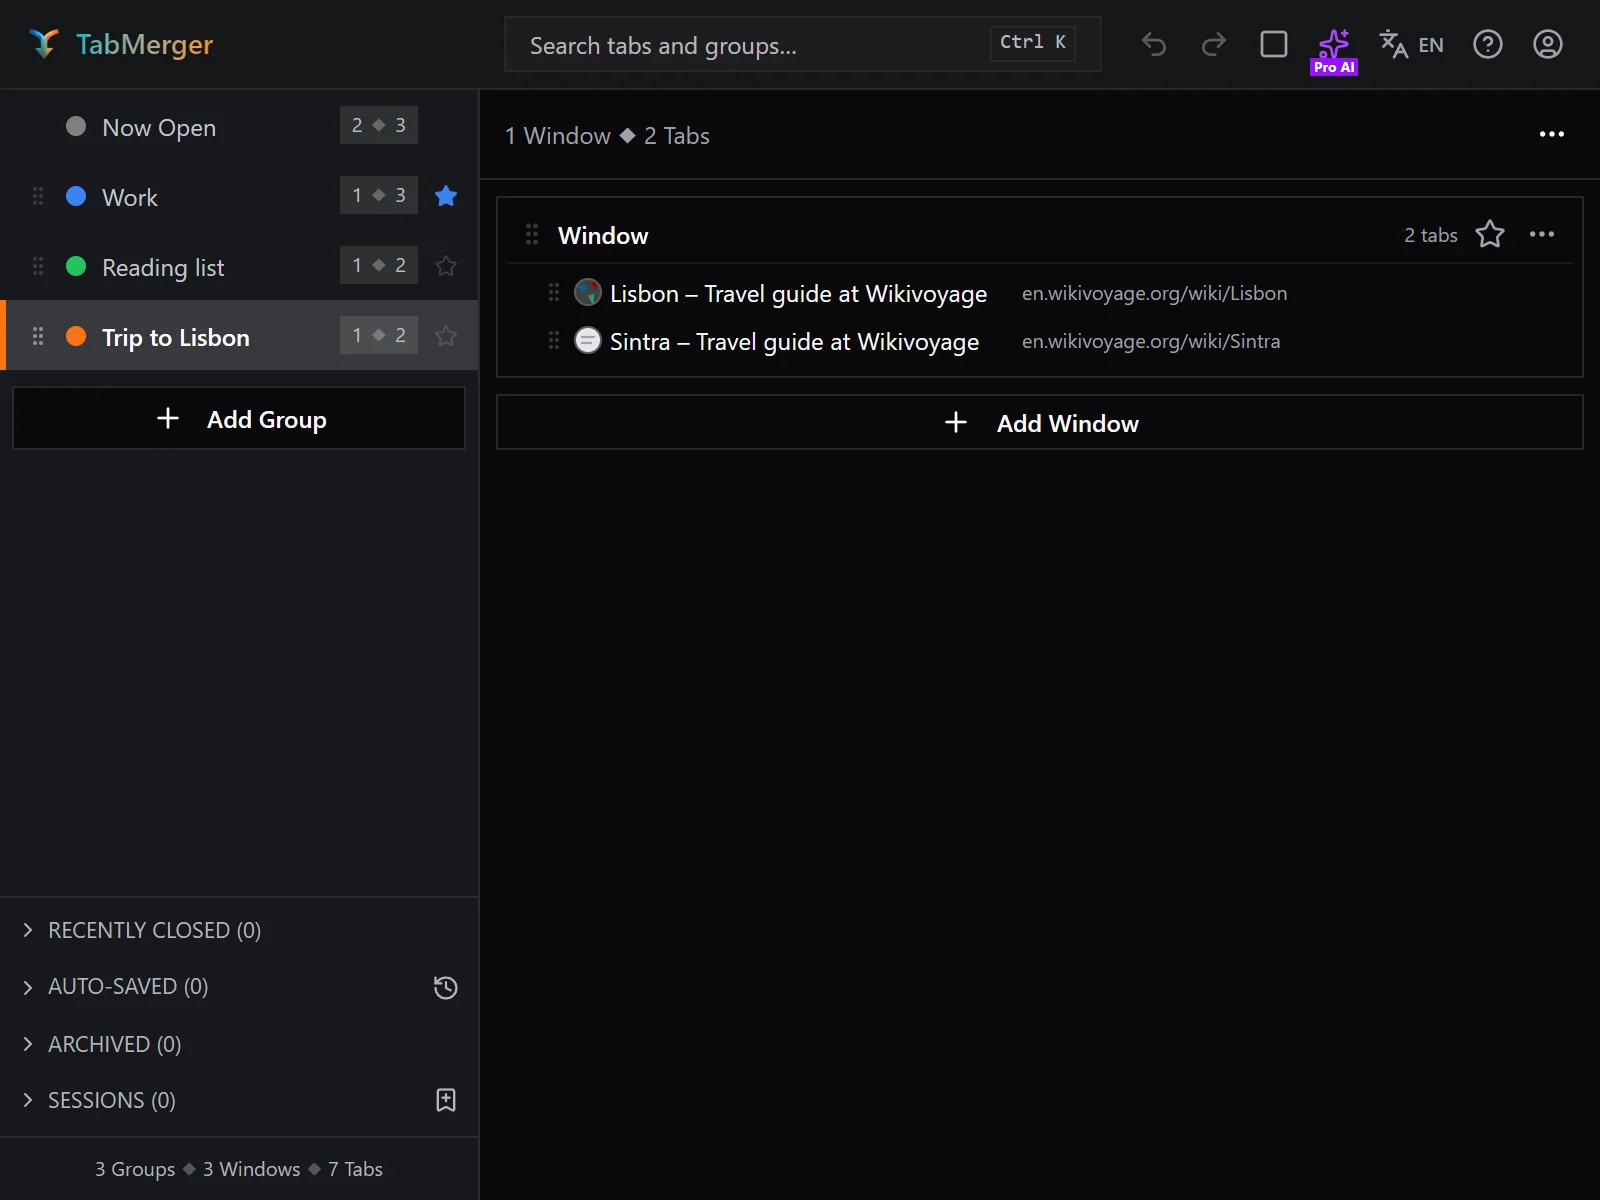 TabMerger
Search tabs and groups... Ctrl K
Pro AI
EN
Now Open 2 ◆ 3
Work 1 ◆ 3
Reading list 1 ◆ 2
Trip to Lisbon 1 ◆ 2
+ Add Group
RECENTLY CLOSED (0)
AUTO-SAVED (0)
ARCHIVED (0)
SESSIONS (0)
3 Groups ◆ 3 Windows ◆ 7 Tabs
1 Window ◆ 2 Tabs
Window 2 tabs
Lisbon – Travel guide at Wikivoyage en.wikivoyage.org/wiki/Lisbon
Sintra – Travel guide at Wikivoyage en.wikivoyage.org/wiki/Sintra
+ Add Window